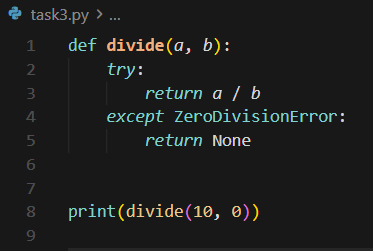 task3.py > ...
1 def divide(a, b):
2     try:
3         return a / b
4     except ZeroDivisionError:
5         return None
6
7
8 print(divide(10, 0))
9